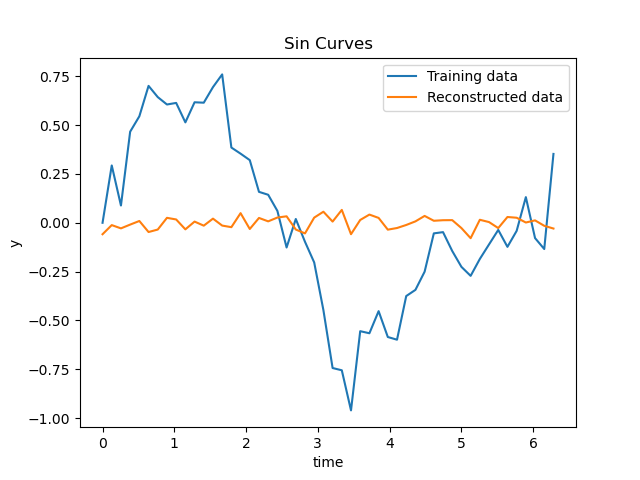 Sin Curves
Training data
Reconstructed data
y
0.75
0.50
0.25
0.00
−0.25
−0.50
−0.75
−1.00
0 1 2 3 4 5 6
time